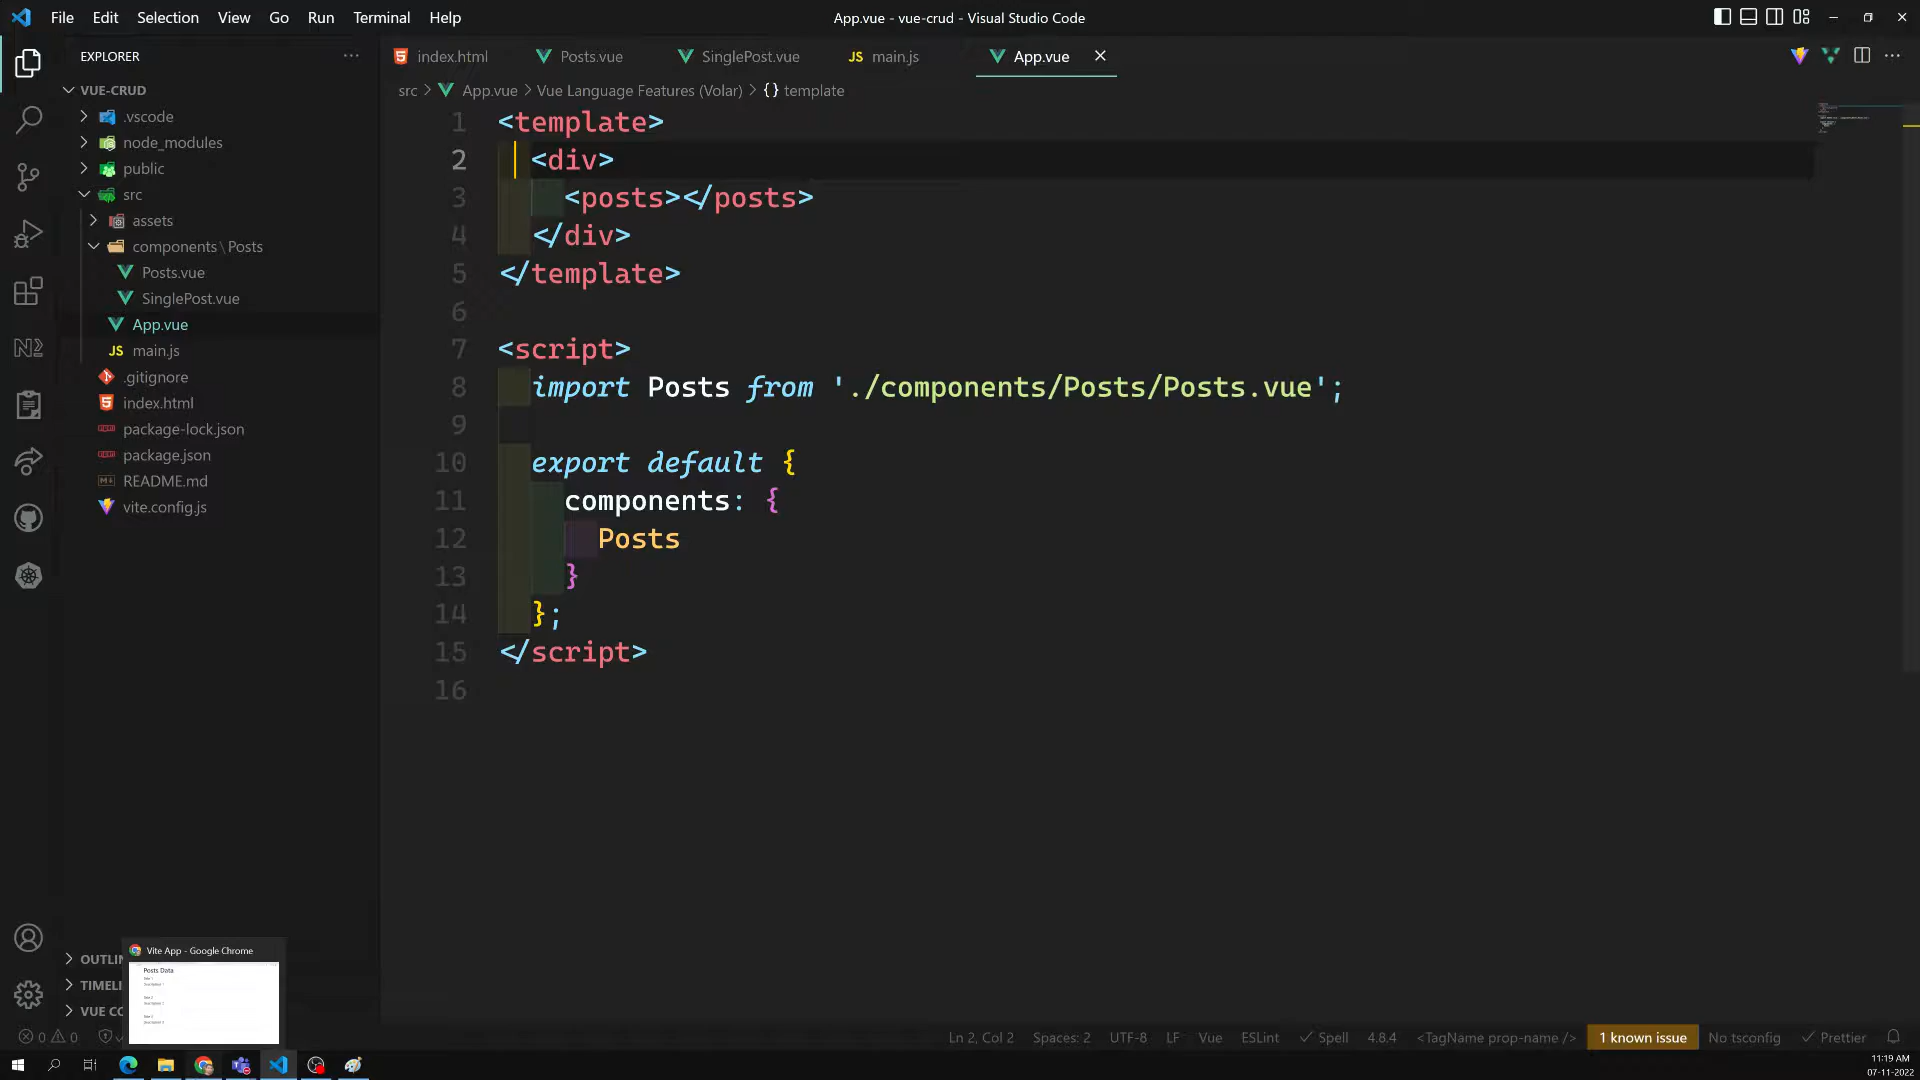 File Edit Selection View Go Run Terminal Help
App.vue - vue-crud - Visual Studio Code
EXPLORER
index.html Posts.vue SinglePost.vue JS main.js App.vue
VUE-CRUD
src > App.vue > Vue Language Features (Volar) > {} template
.vscode
node_modules
public
src
assets
components\Posts
Posts.vue
SinglePost.vue
App.vue
JS main.js
.gitignore
index.html
package-lock.json
package.json
README.md
vite.config.js
1 <template>
2 <div>
3 <posts></posts>
4 </div>
5 </template>
6
7 <script>
8 import Posts from './components/Posts/Posts.vue';
9
10 export default {
11 components: {
12 Posts
13 }
14 };
15 </script>
16
OUTLIN
TIMELI
VUE CO
Vite App - Google Chrome
Posts Data
0 0
Ln 2, Col 2 Spaces: 2 UTF-8 LF Vue ESLint Spell 4.8.4 <TagName prop-name /> 1 known issue No tsconfig Prettier
11:19 AM
07-11-2022